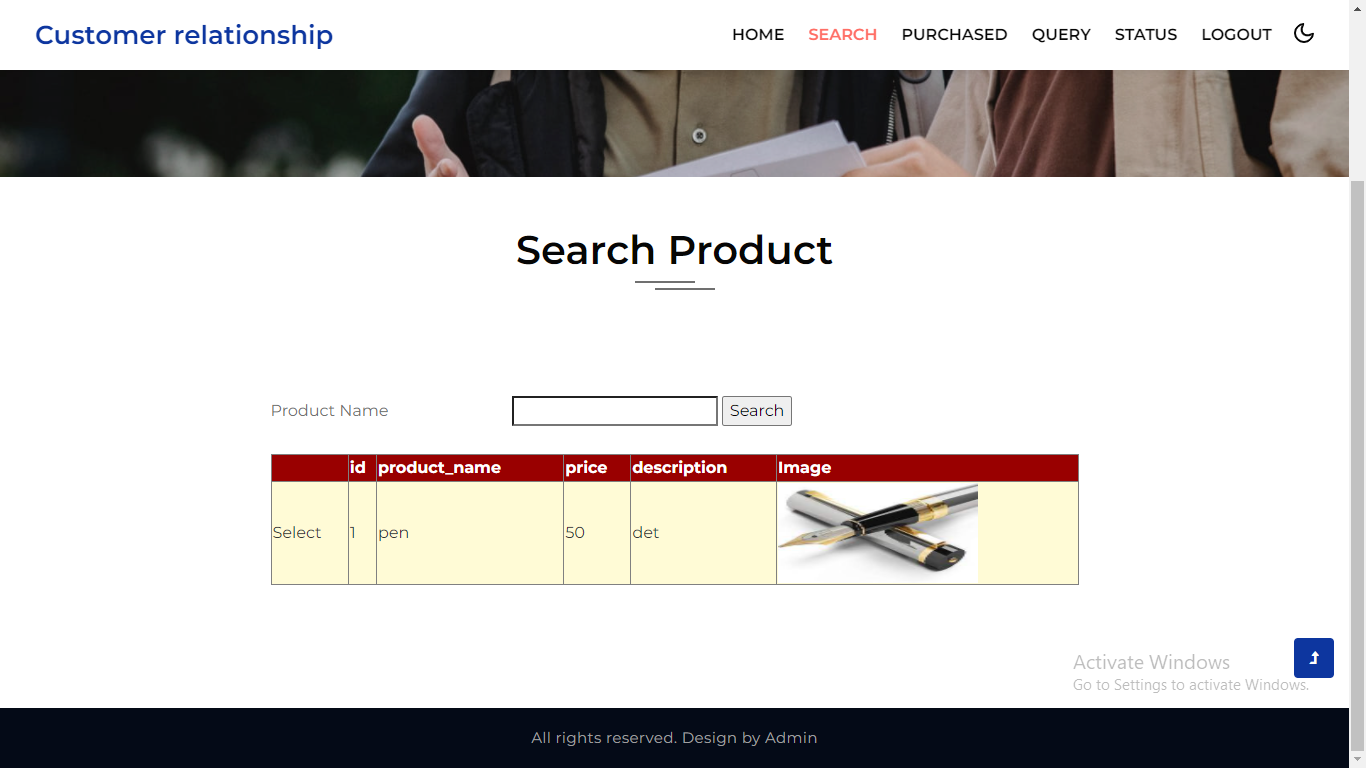 Customer relationship
HOME SEARCH PURCHASED QUERY STATUS LOGOUT
Search Product
Product Name Search
id product_name price description Image
Select 1 pen 50 det
Activate Windows
Go to Settings to activate Windows.
All rights reserved. Design by Admin